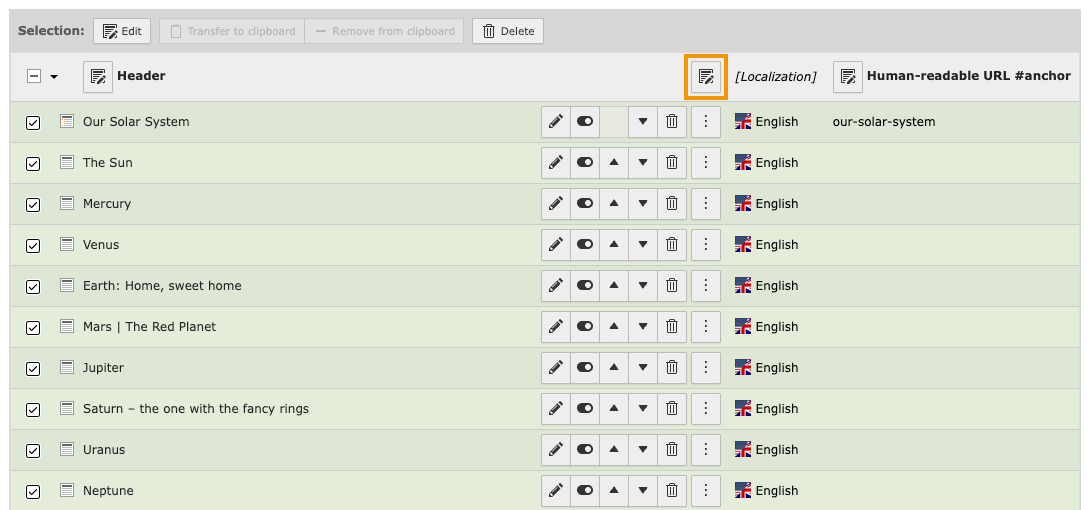 Selection: Edit Transfer to clipboard Remove from clipboard Delete
Header [Localization] Human-readable URL #anchor
Our Solar System English our-solar-system
The Sun English
Mercury English
Venus English
Earth: Home, sweet home English
Mars | The Red Planet English
Jupiter English
Saturn – the one with the fancy rings English
Uranus English
Neptune English